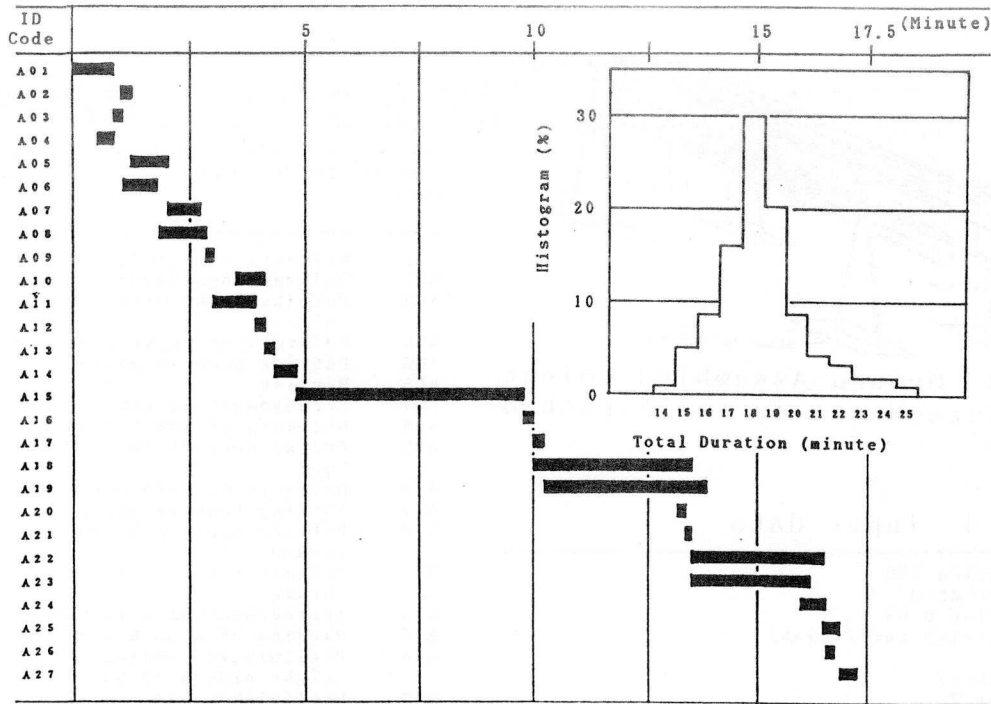 ID Code
5
10
15
17.5 (Minute)
A01
A02
A03
A04
A05
A06
A07
A08
A09
A10
A11
A12
A13
A14
A15
A16
A17
A18
A19
A20
A21
A22
A23
A24
A25
A26
A27
Histogram (%)
30
20
10
0
14 15 16 17 18 19 20 21 22 23 24 25
Total Duration (minute)